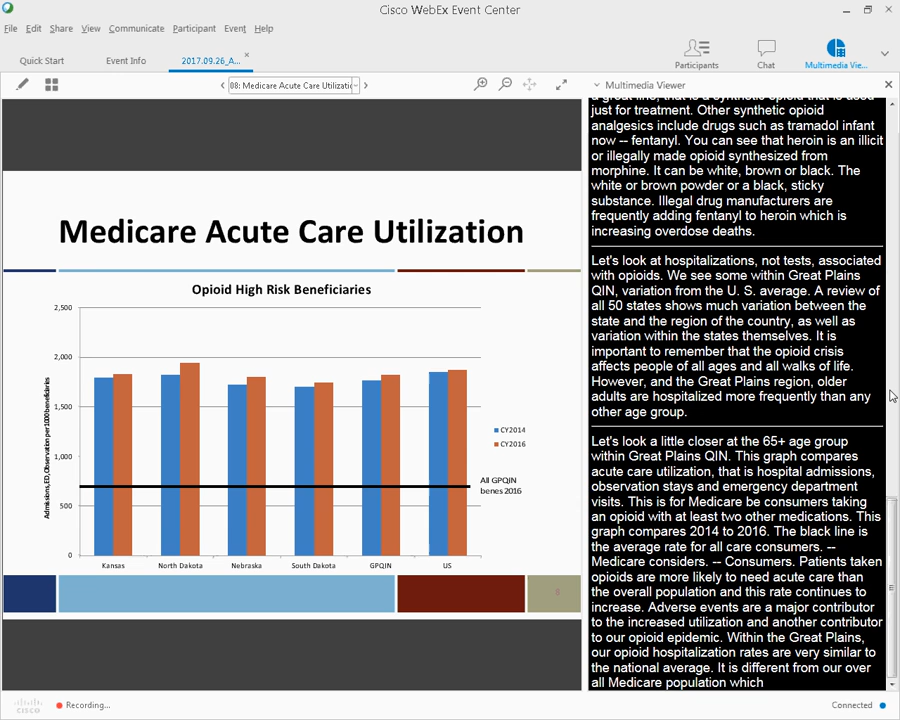 Cisco WebEx Event Center
File Edit Share View Communicate Participant Event Help
Quick Start Event Info 2017.09.26_A...
Participants Chat Multimedia Vie...
08: Medicare Acute Care Utilizati
Multimedia Viewer
Medicare Acute Care Utilization
Opioid High Risk Beneficiaries
Admissions, ED, Observation per 1000 beneficiaries
2,500
2,000
1,500
1,000
500
0
CY2014
CY2016
All GPQIN
benes 2016
Kansas North Dakota Nebraska South Dakota GPQIN US
8
a great line, that is a synthetic opioid that is used
just for treatment. Other synthetic opioid
analgesics include drugs such as tramadol infant
now -- fentanyl. You can see that heroin is an illicit
or illegally made opioid synthesized from
morphine. It can be white, brown or black. The
white or brown powder or a black, sticky
substance. Illegal drug manufacturers are
frequently adding fentanyl to heroin which is
increasing overdose deaths.
Let's look at hospitalizations, not tests, associated
with opioids. We see some within Great Plains
QIN, variation from the U. S. average. A review of
all 50 states shows much variation between the
state and the region of the country, as well as
variation within the states themselves. It is
important to remember that the opioid crisis
affects people of all ages and all walks of life.
However, and the Great Plains region, older
adults are hospitalized more frequently than any
other age group.
Let's look a little closer at the 65+ age group
within Great Plains QIN. This graph compares
acute care utilization, that is hospital admissions,
observation stays and emergency department
visits. This is for Medicare be consumers taking
an opioid with at least two other medications. This
graph compares 2014 to 2016. The black line is
the average rate for all care consumers. --
Medicare considers. -- Consumers. Patients taken
opioids are more likely to need acute care than
the overall population and this rate continues to
increase. Adverse events are a major contributor
to the increased utilization and another contributor
to our opioid epidemic. Within the Great Plains,
our opioid hospitalization rates are very similar to
the national average. It is different from our over
all Medicare population which
cisco
Recording...
Connected